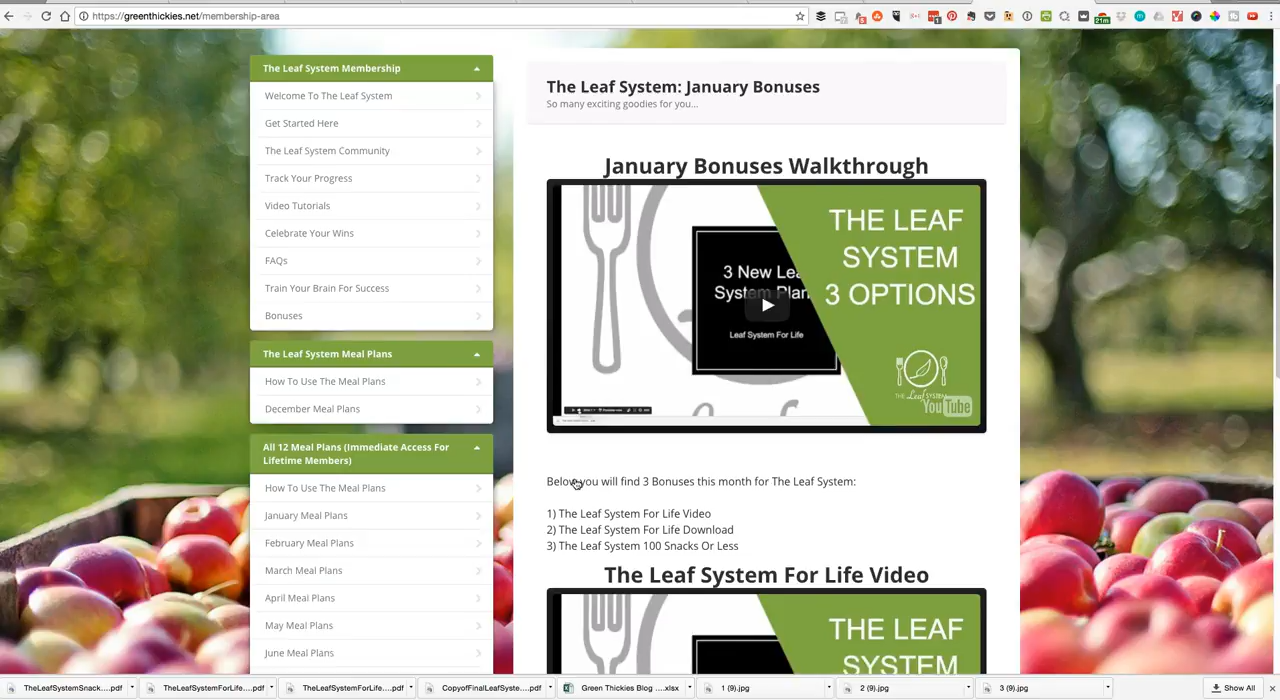 https://greenthickies.net/membership-area
21m
The Leaf System Membership
Welcome To The Leaf System
Get Started Here
The Leaf System Community
Track Your Progress
Video Tutorials
Celebrate Your Wins
FAQs
Train Your Brain For Success
Bonuses
The Leaf System Meal Plans
How To Use The Meal Plans
December Meal Plans
All 12 Meal Plans (Immediate Access For
Lifetime Members)
How To Use The Meal Plans
January Meal Plans
February Meal Plans
March Meal Plans
April Meal Plans
May Meal Plans
June Meal Plans
The Leaf System: January Bonuses
So many exciting goodies for you...
January Bonuses Walkthrough
3 New Lea
System Plan
Leaf System For Life
THE LEAF
SYSTEM
3 OPTIONS
THE Leaf SYSTEM
YouTube
Below you will find 3 Bonuses this month for The Leaf System:
1) The Leaf System For Life Video
2) The Leaf System For Life Download
3) The Leaf System 100 Snacks Or Less
The Leaf System For Life Video
THE LEAF
SYSTEM
TheLeafSystemSnack....pdf
TheLeafSystemForLife....pdf
TheLeafSystemForLife....pdf
CopyofFinalLeafSyste....pdf
Green Thickies Blog ....xlsx
1 (9).jpg
2 (9).jpg
3 (9).jpg
Show All